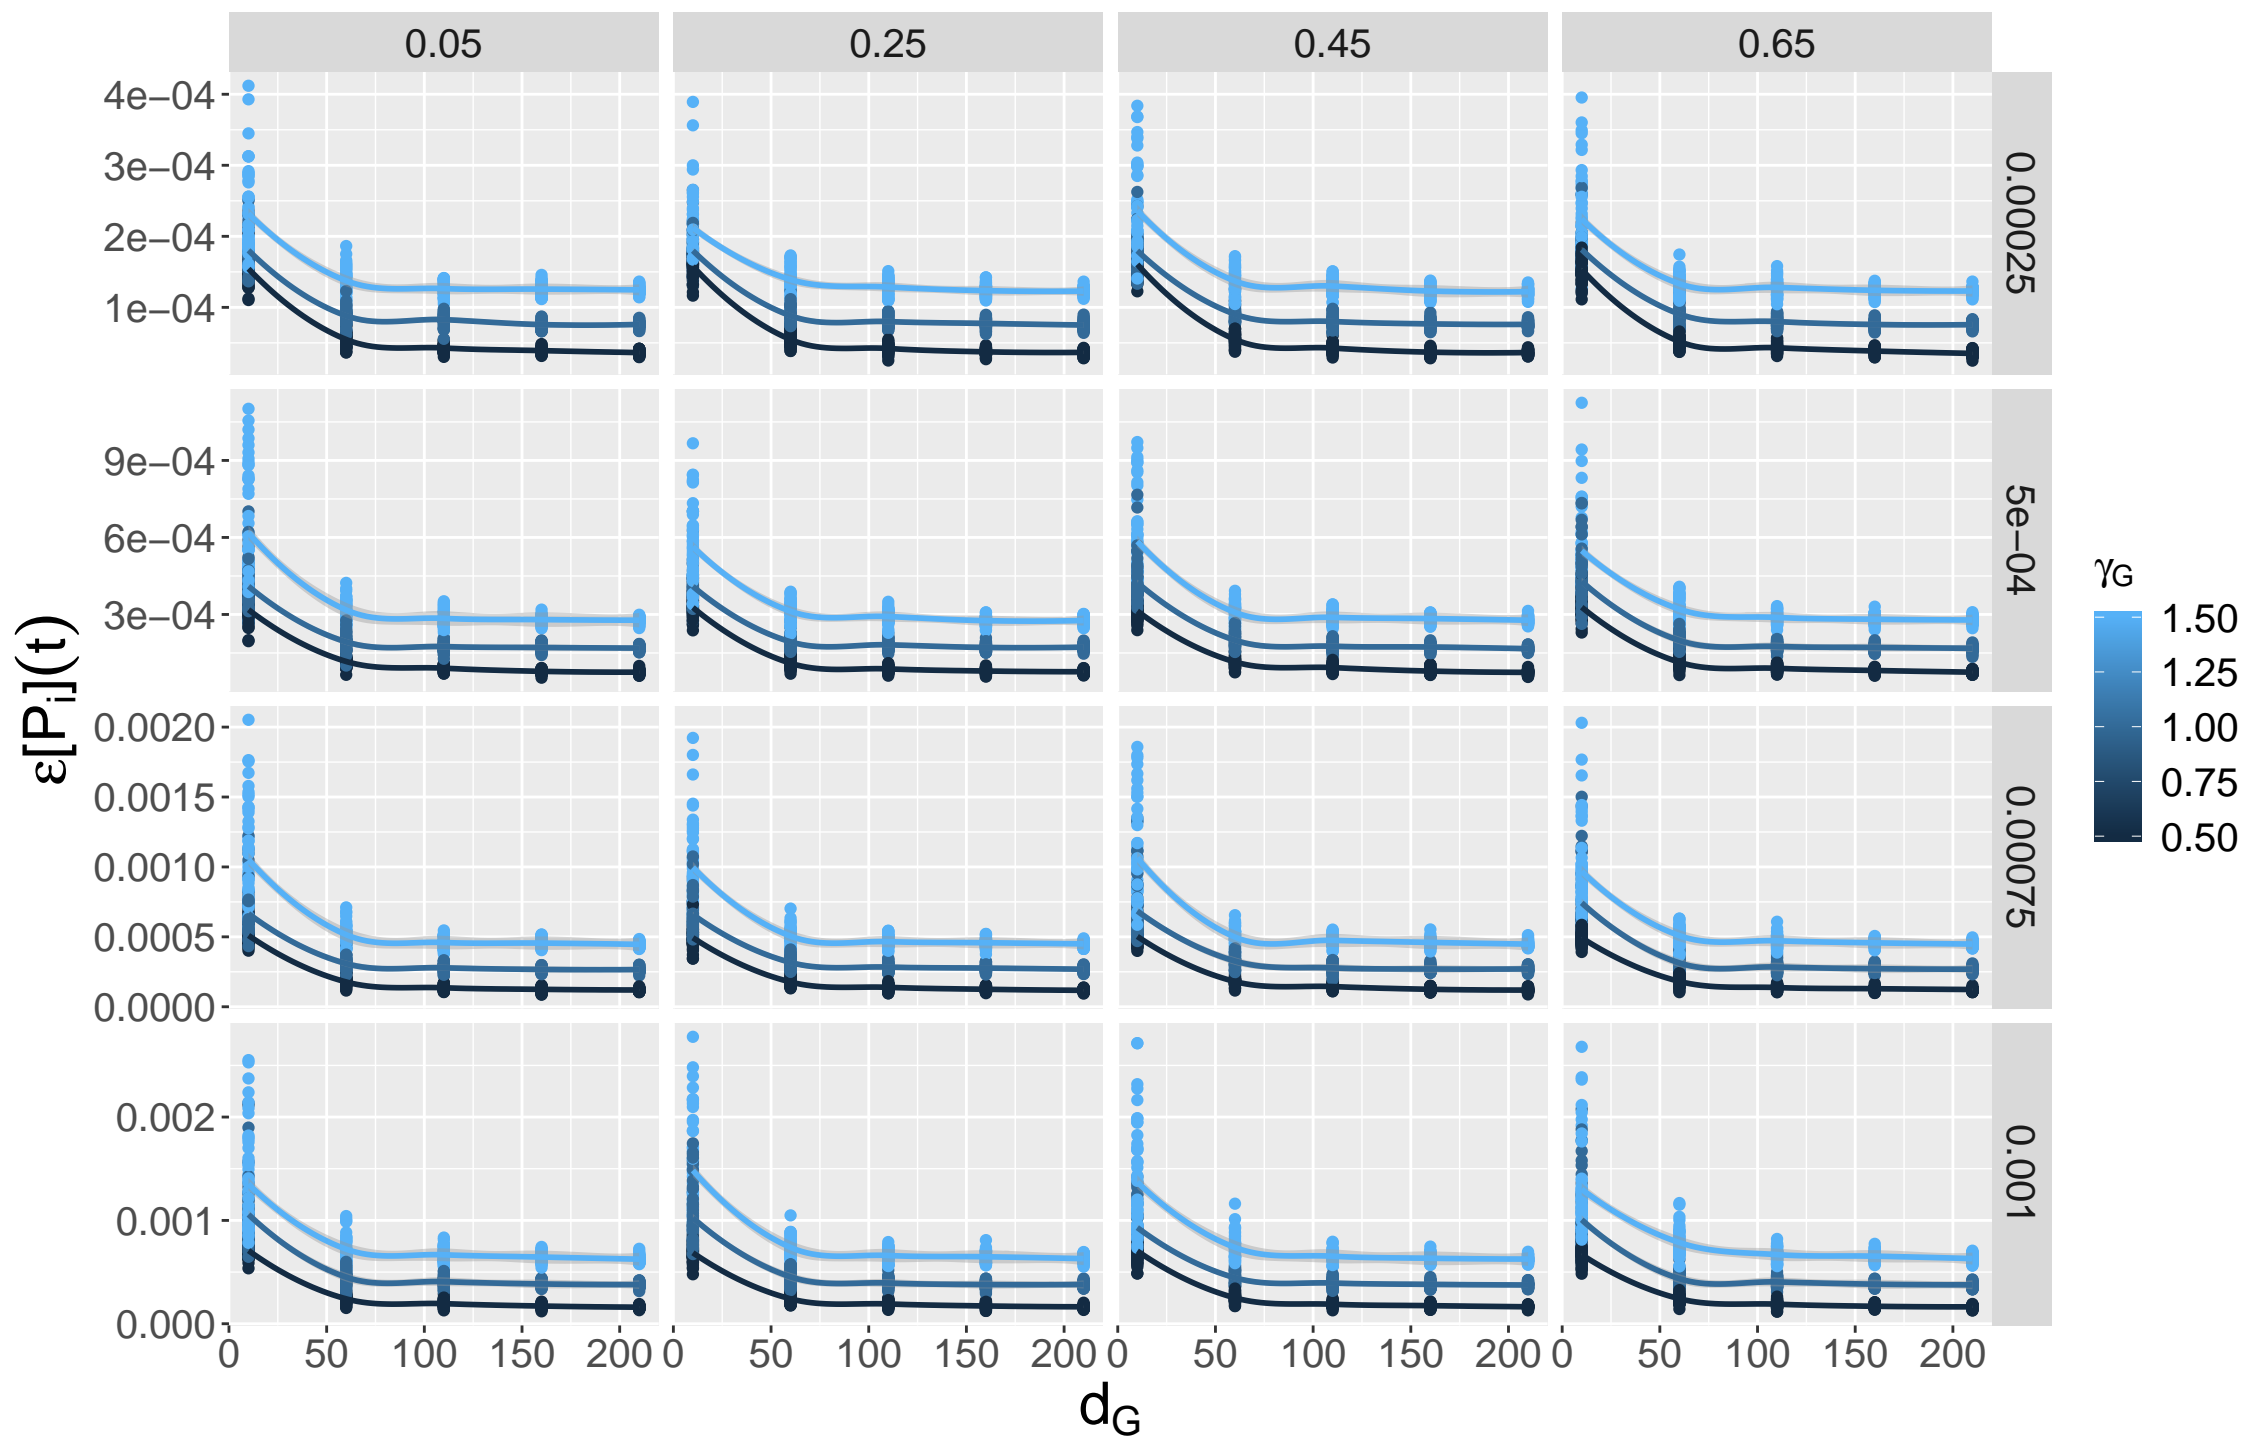 0.05 0.25 0.45 0.65
4e−04
3e−04
2e−04
1e−04
0.00025
9e−04
6e−04
3e−04
5e−04
0.0020
0.0015
0.0010
0.0005
0.0000
0.00075
0.002
0.001
0.000
0.001
0 50 100 150 200 0 50 100 150 200 0 50 100 150 200 0 50 100 150 200
dG
ε[Pi](t)
γG
1.50
1.25
1.00
0.75
0.50